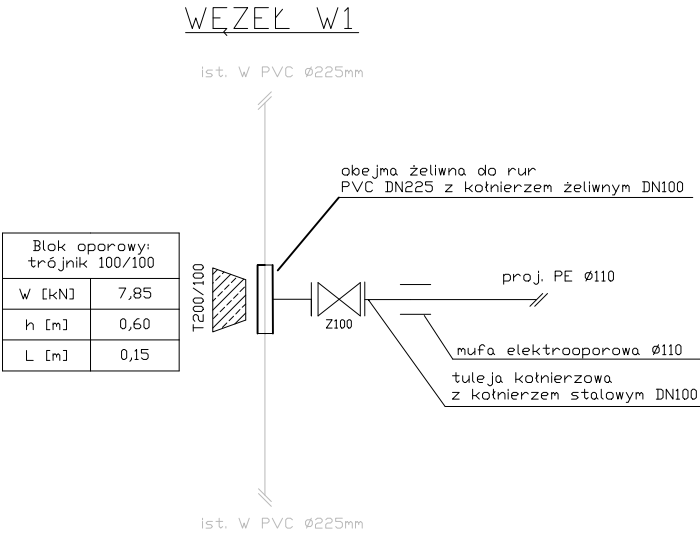 WĘZEŁ W1
ist. W PVC Ø225mm
obejma żeliwna do rur
PVC DN225 z kołnierzem żeliwnym DN100
Blok oporowy:
trójnik 100/100
W [kN] 7,85
h [m] 0,60
L [m] 0,15
T200/100
Z100
proj. PE Ø110
mufa elektrooporowa Ø110
tuleja kołnierzowa
z kołnierzem stalowym DN100
ist. W PVC Ø225mm